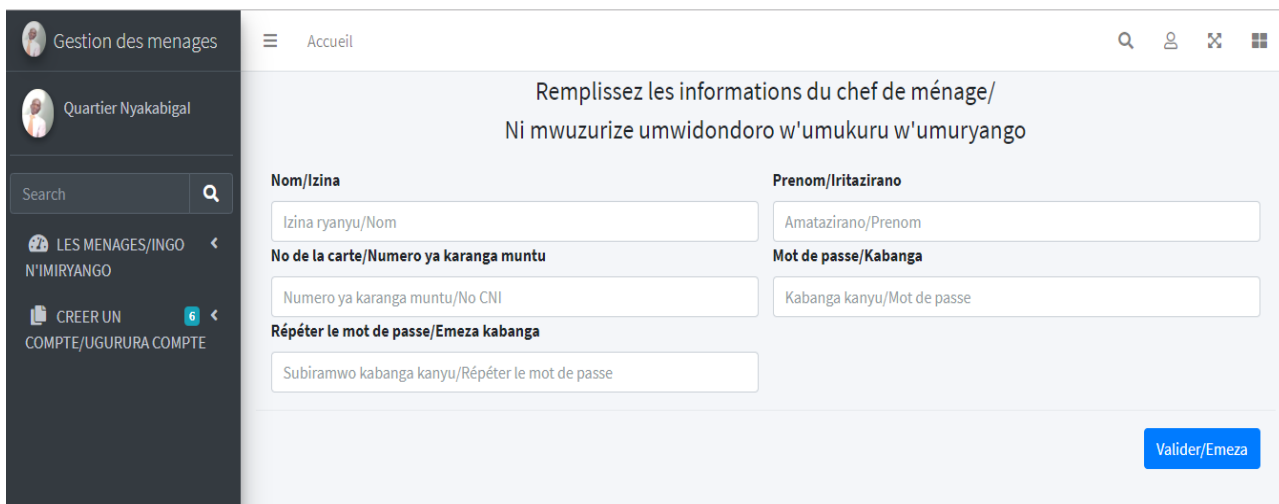 Gestion des menages
Accueil
Quartier Nyakabigal
Search
LES MENAGES/INGO
N'IMIRYANGO
CREER UN
6
COMPTE/UGURURA COMPTE
Remplissez les informations du chef de ménage/
Ni mwuzurize umwidondoro w'umukuru w'umuryango
Nom/Izina
Prenom/Iritazirano
Izina ryanyu/Nom
Amatazirano/Prenom
No de la carte/Numero ya karanga muntu
Mot de passe/Kabanga
Numero ya karanga muntu/No CNI
Kabanga kanyu/Mot de passe
Répéter le mot de passe/Emeza kabanga
Subiramwo kabanga kanyu/Répéter le mot de passe
Valider/Emeza